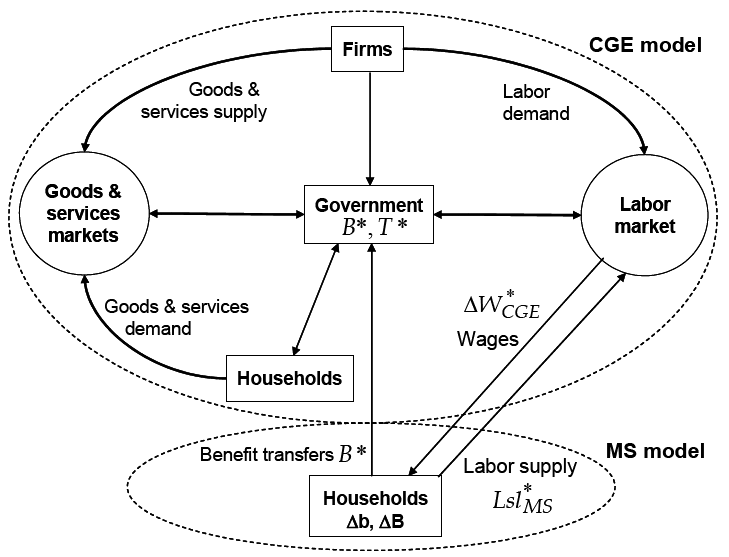 Firms
CGE model
Goods &
services supply
Labor
demand
Goods &
services
markets
Government
B*, T*
Labor
market
Goods & services
demand
ΔW*CGE
Wages
Households
Benefit transfers B*
MS model
Labor supply
Lsl*MS
Households
Δb, ΔB